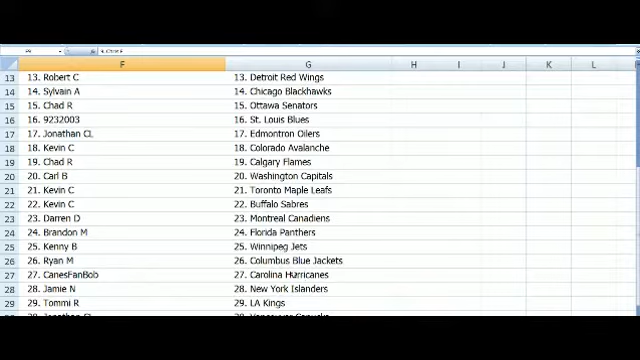 F G H I J K L
13 13. Robert C 13. Detroit Red Wings
14 14. Sylvain A 14. Chicago Blackhawks
15 15. Chad R 15. Ottawa Senators
16 16. 9232003 16. St. Louis Blues
17 17. Jonathan CL 17. Edmontron Oilers
18 18. Kevin C 18. Colorado Avalanche
19 19. Chad R 19. Calgary Flames
20 20. Carl B 20. Washington Capitals
21 21. Kevin C 21. Toronto Maple Leafs
22 22. Kevin C 22. Buffalo Sabres
23 23. Darren D 23. Montreal Canadiens
24 24. Brandon M 24. Florida Panthers
25 25. Kenny B 25. Winnipeg Jets
26 26. Ryan M 26. Columbus Blue Jackets
27 27. CanesFanBob 27. Carolina Hurricanes
28 28. Jamie N 28. New York Islanders
29 29. Tommi R 29. LA Kings